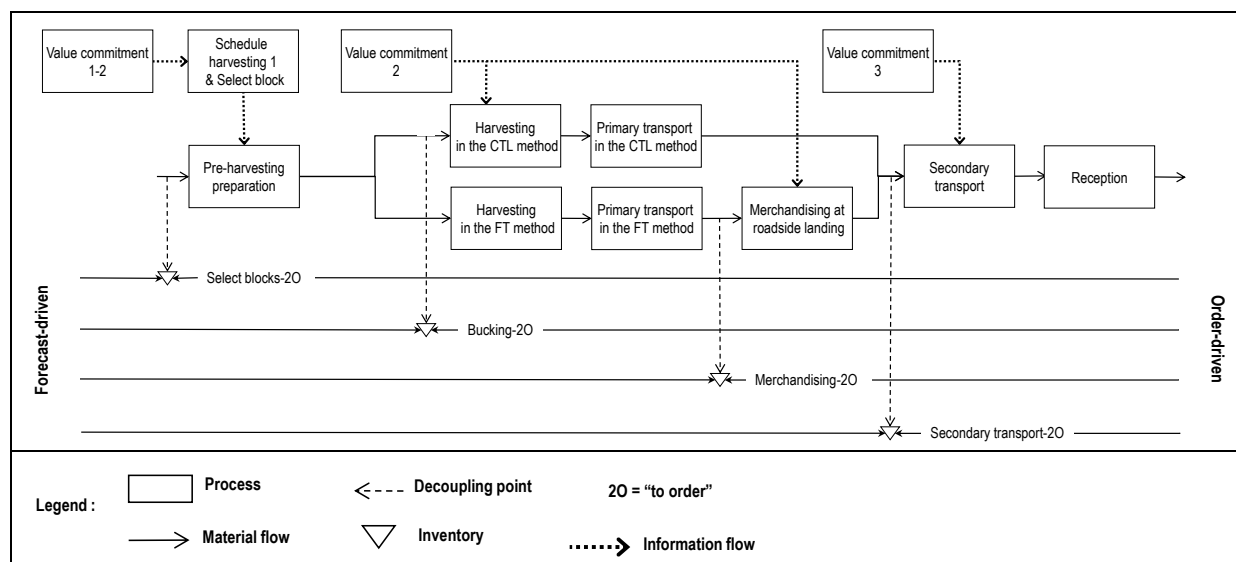 Value commitment
1-2
Schedule
harvesting 1
& Select block
Value commitment
2
Value commitment
3
Pre-harvesting
preparation
Harvesting
in the CTL method
Primary transport
in the CTL method
Harvesting
in the FT method
Primary transport
in the FT method
Merchandising at
roadside landing
Secondary
transport
Reception
Forecast-driven
Order-driven
Select blocks-2O
Bucking-2O
Merchandising-2O
Secondary transport-2O
Legend :
Process
Decoupling point
2O = “to order”
Material flow
Inventory
Information flow